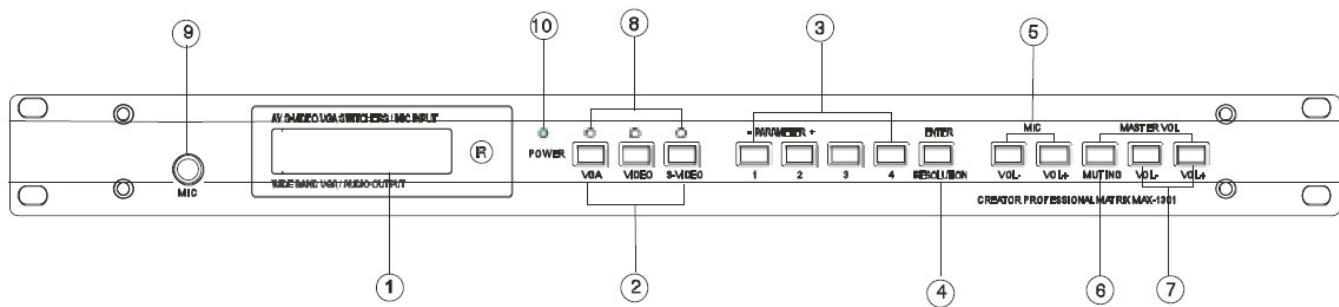 9
10
8
3
5
AV S-VIDEO VGA SWITCHERS / MIC INPUT
R
WIDE BAND VGA / AUDIO OUTPUT
MIC
POWER
VGA VIDEO S-VIDEO
- PARAMETER +
1 2 3 4
ENTER
RESOLUTION
MIC
VOL- VOL+
MASTER VOL
MUTING VOL- VOL+
CREATOR PROFESSIONAL MATRIX MAX-1301
1
2
4
6
7